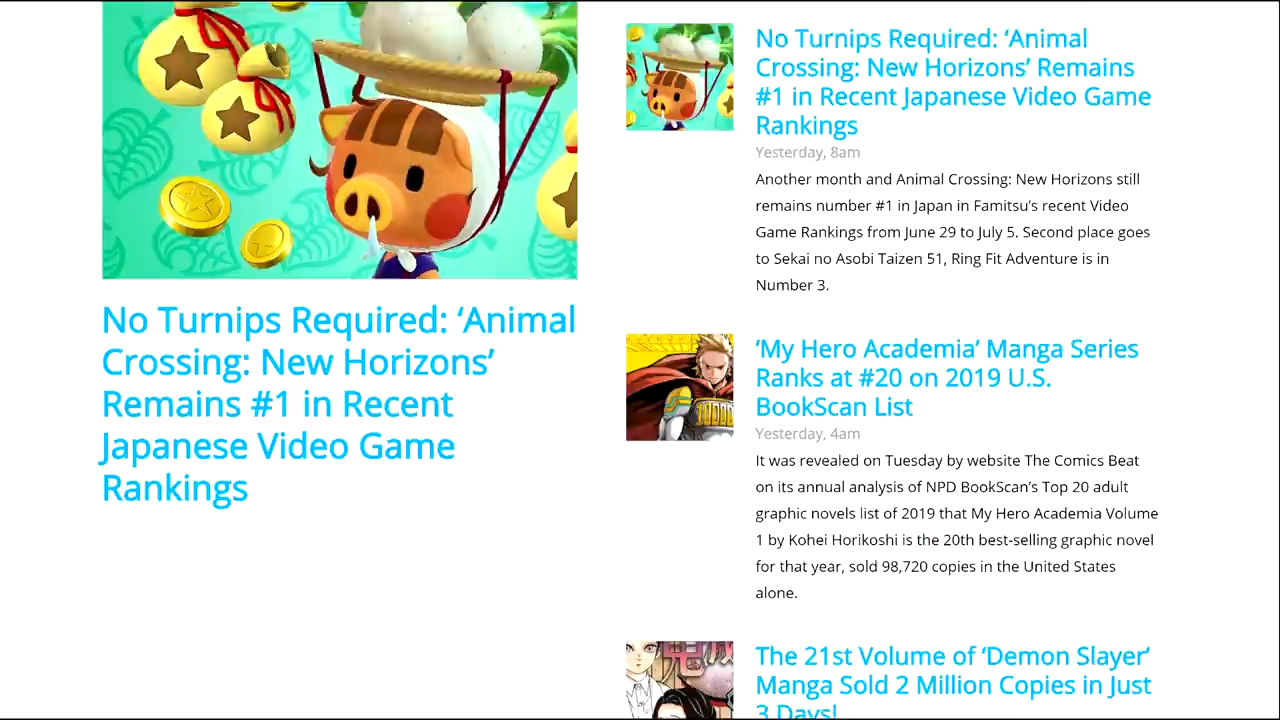 No Turnips Required: ‘Animal
Crossing: New Horizons’
Remains #1 in Recent
Japanese Video Game
Rankings
No Turnips Required: ‘Animal
Crossing: New Horizons’ Remains
#1 in Recent Japanese Video Game
Rankings
Yesterday, 8am
Another month and Animal Crossing: New Horizons still
remains number #1 in Japan in Famitsu’s recent Video
Game Rankings from June 29 to July 5. Second place goes
to Sekai no Asobi Taizen 51, Ring Fit Adventure is in
Number 3.
‘My Hero Academia’ Manga Series
Ranks at #20 on 2019 U.S.
BookScan List
Yesterday, 4am
It was revealed on Tuesday by website The Comics Beat
on its annual analysis of NPD BookScan’s Top 20 adult
graphic novels list of 2019 that My Hero Academia Volume
1 by Kohei Horikoshi is the 20th best-selling graphic novel
for that year, sold 98,720 copies in the United States
alone.
The 21st Volume of ‘Demon Slayer’
Manga Sold 2 Million Copies in Just
3 Days!